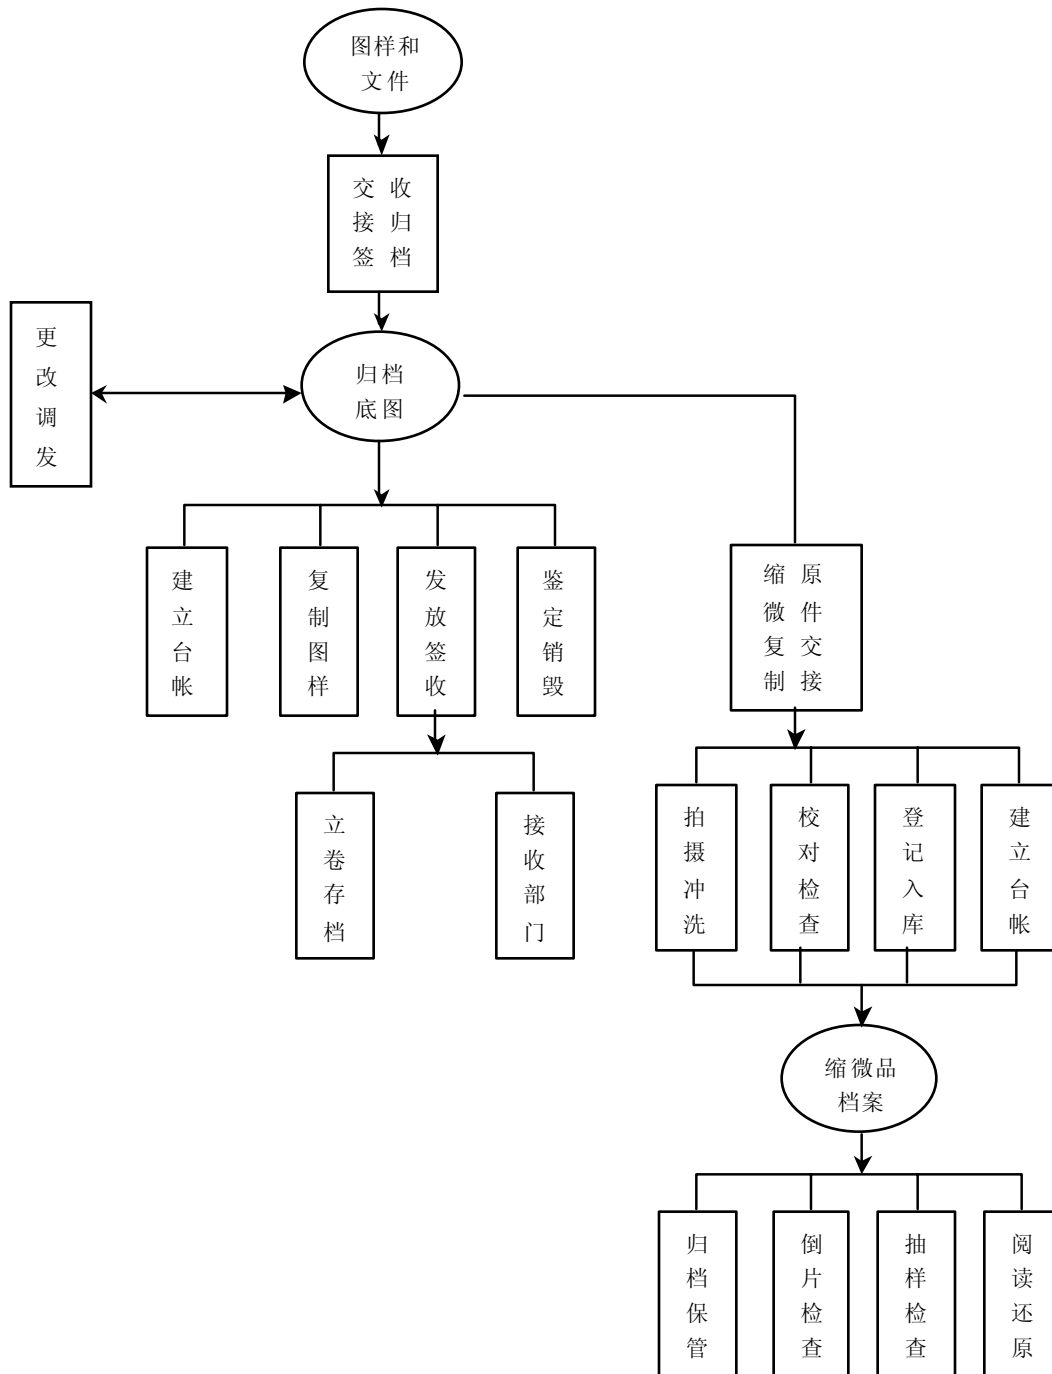 图样和
文件
交 收
接 归
签 档
更
改
调
发
归档
底图
建
立
台
帐
复
制
图
样
发
放
签
收
鉴
定
销
毁
缩 原
微 件
复 交
制 接
立
卷
存
档
接
收
部
门
拍
摄
冲
洗
校
对
检
查
登
记
入
库
建
立
台
帐
缩微品
档案
归
档
保
管
倒
片
检
查
抽
样
检
查
阅
读
还
原